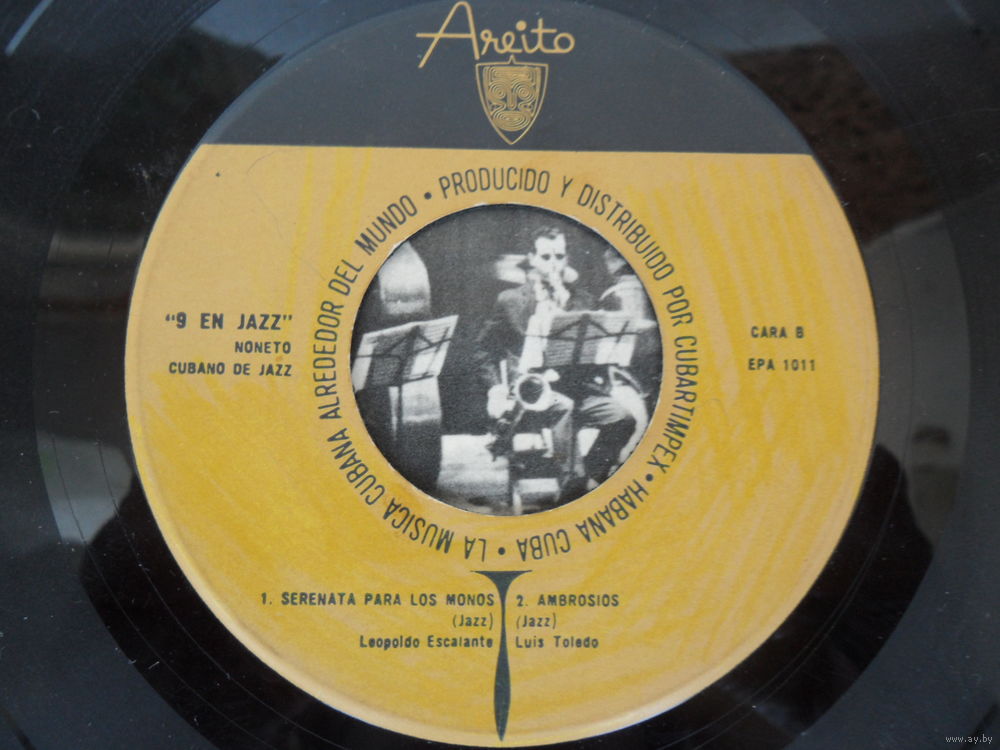 Areito
LA MUSICA CUBANA ALREDEDOR DEL MUNDO • PRODUCIDO Y DISTRIBUIDO POR CUBARTIMPEX • HABANA CUBA •
"9 EN JAZZ"
NONETO
CUBANO DE JAZZ
CARA B
EPA 1011
1. SERENATA PARA LOS MONOS
(Jazz)
Leopoldo Escalante
2. AMBROSIOS
(Jazz)
Luis Toledo
www.ay.by